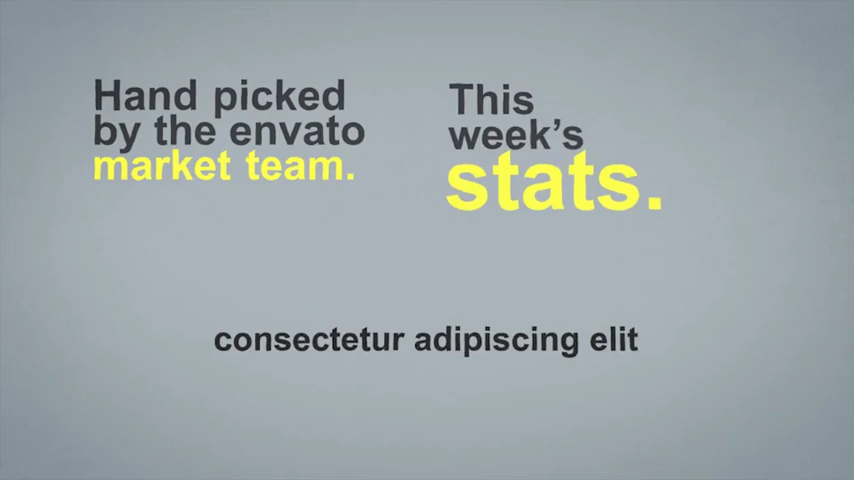 Hand picked
by the envato
market team.
This
week’s
stats.
consectetur adipiscing elit